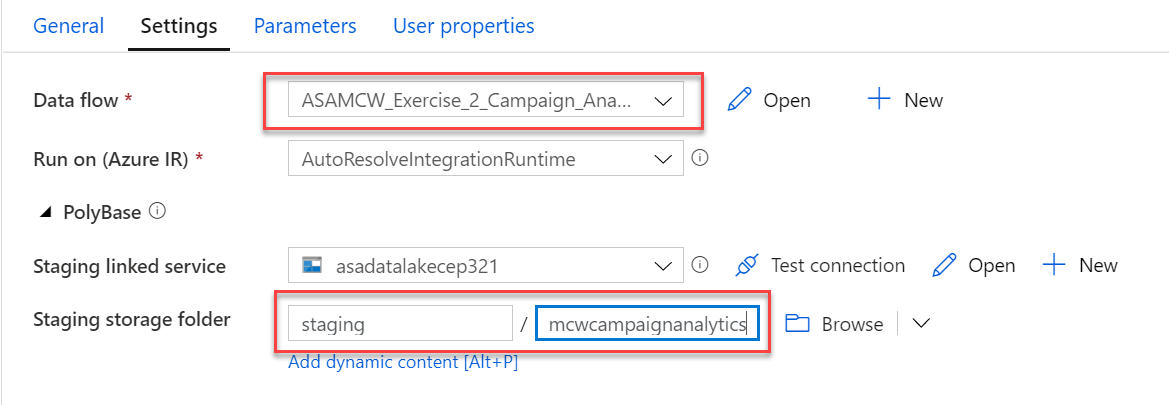 General Settings Parameters User properties
Data flow * ASAMCW_Exercise_2_Campaign_Ana... Open New
Run on (Azure IR) * AutoResolveIntegrationRuntime
PolyBase
Staging linked service asadatalakecep321 Test connection Open New
Staging storage folder staging / mcwcampaignanalytics Browse
Add dynamic content [Alt+P]